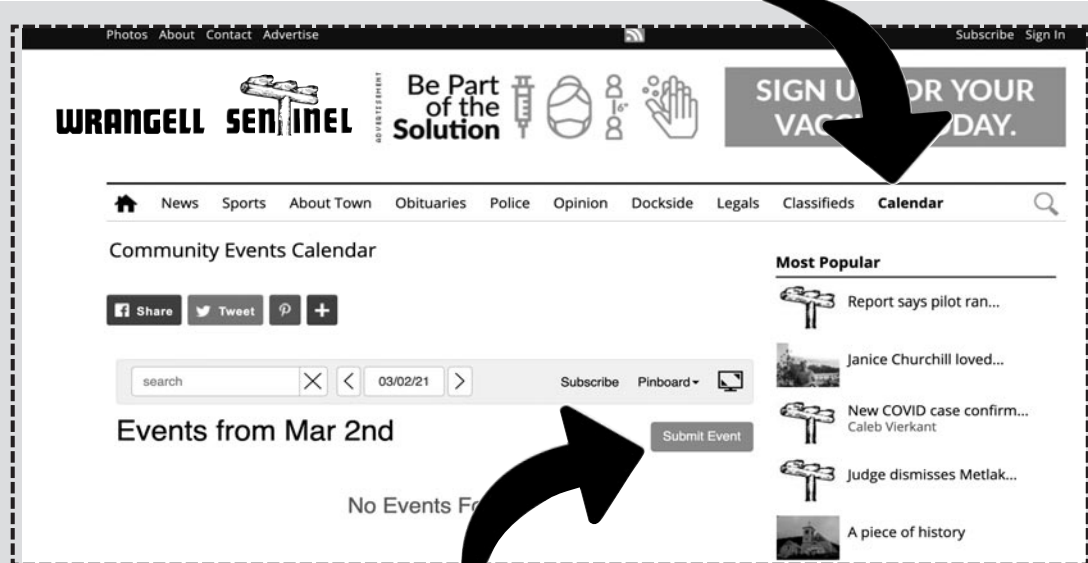 Photos About Contact Advertise
Subscribe Sign In
WRANGELL SENTINEL
ADVERTISEMENT
Be Part
of the
Solution
6"
SIGN U OR YOUR
VACC DAY.
News Sports About Town Obituaries Police Opinion Dockside Legals Classifieds Calendar
Community Events Calendar
Share Tweet
search
03/02/21
Subscribe Pinboard
Events from Mar 2nd
Submit Event
No Events Fo
Most Popular
Report says pilot ran...
Janice Churchill loved...
New COVID case confirm...
Caleb Vierkant
Judge dismisses Metlak...
A piece of history